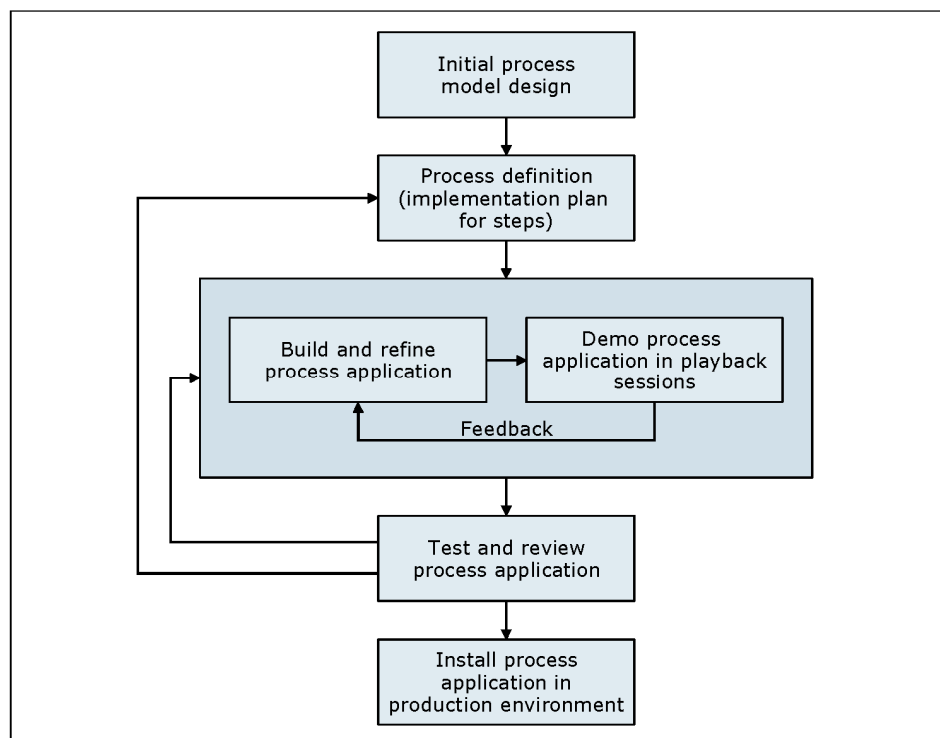 Initial process
model design
Process definition
(implementation plan
for steps)
Build and refine
process application
Demo process
application in playback
sessions
Feedback
Test and review
process application
Install process
application in
production environment